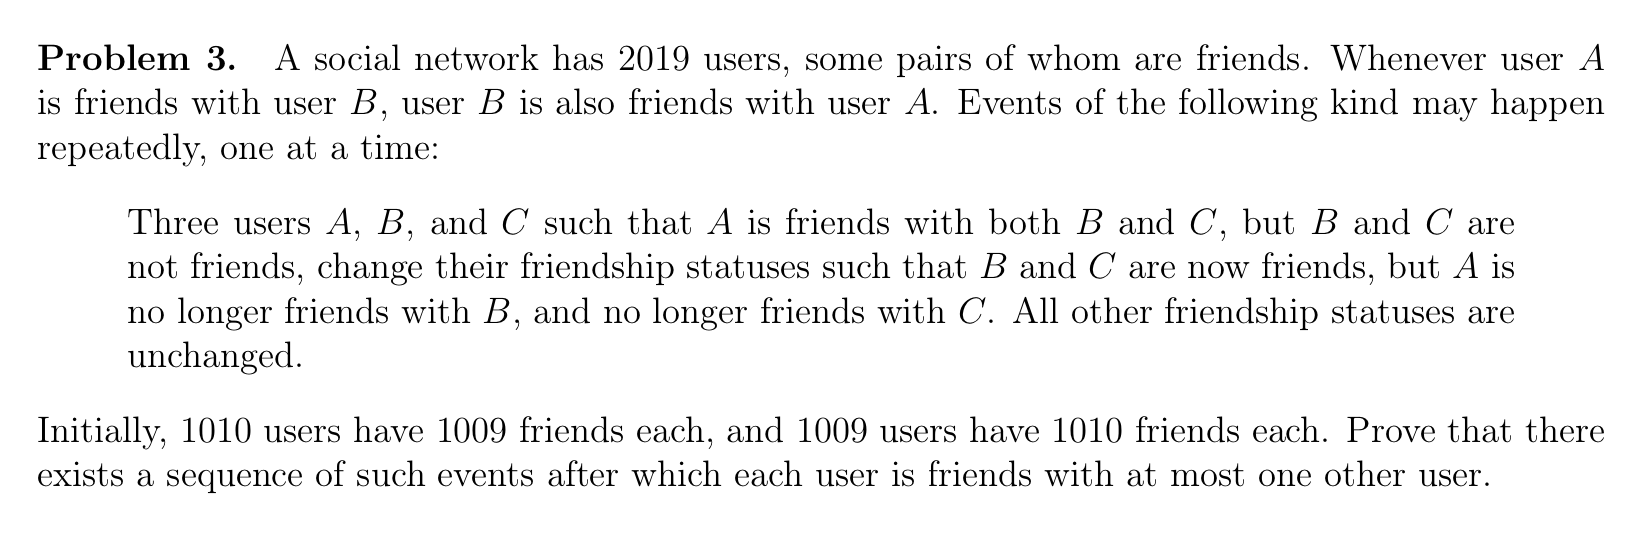 Problem 3. A social network has 2019 users, some pairs of whom are friends. Whenever user A
is friends with user B, user B is also friends with user A. Events of the following kind may happen
repeatedly, one at a time:
Three users A, B, and C such that A is friends with both B and C, but B and C are
not friends, change their friendship statuses such that B and C are now friends, but A is
no longer friends with B, and no longer friends with C. All other friendship statuses are
unchanged.
Initially, 1010 users have 1009 friends each, and 1009 users have 1010 friends each. Prove that there
exists a sequence of such events after which each user is friends with at most one other user.